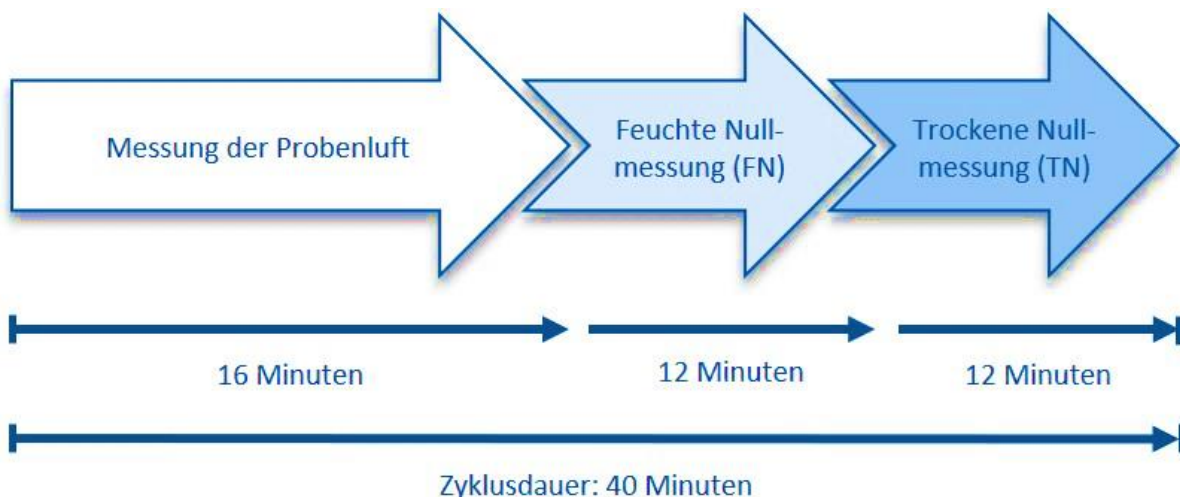 Messung der Probenluft
Feuchte Null-
messung (FN)
Trockene Null-
messung (TN)
16 Minuten
12 Minuten
12 Minuten
Zyklusdauer: 40 Minuten